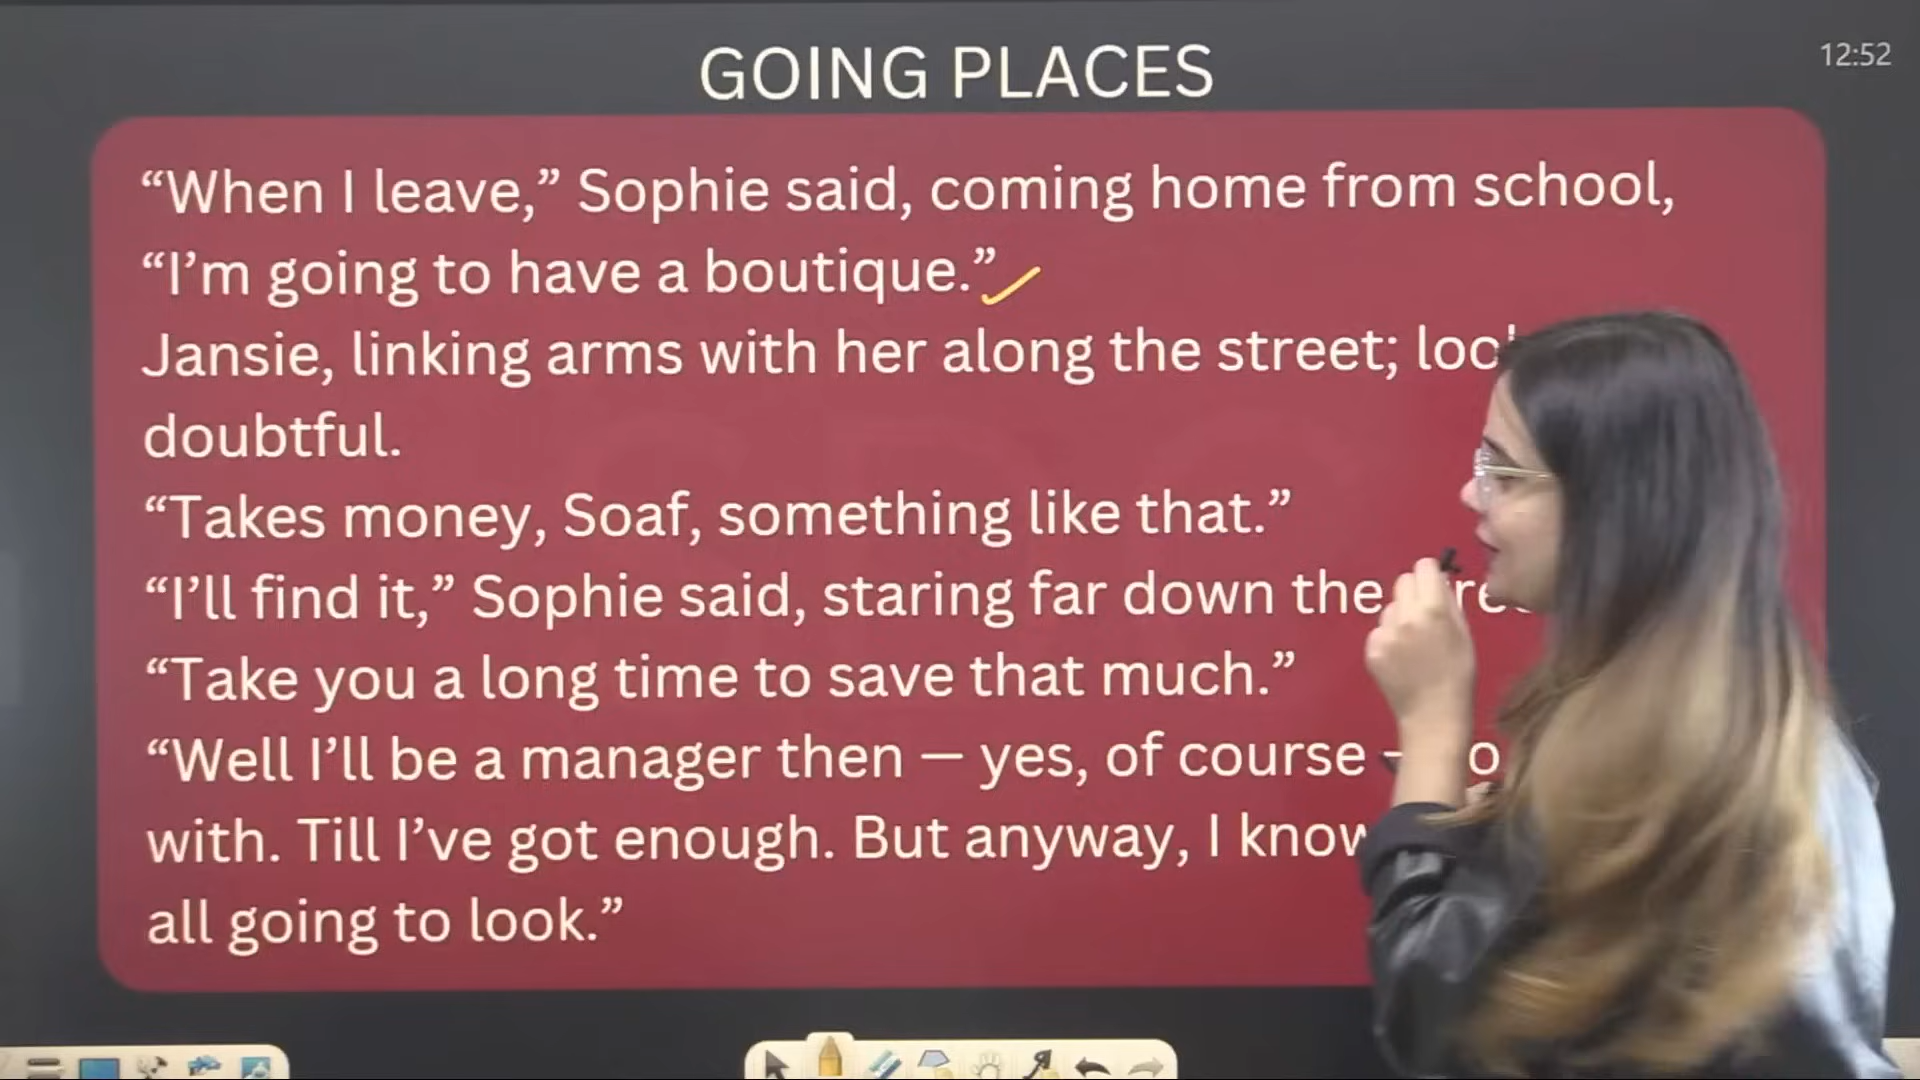 GOING PLACES
12:52
“When I leave,” Sophie said, coming home from school,
“I’m going to have a boutique.”
Jansie, linking arms with her along the street; 
doubtful.
“Takes money, Soaf, something like that.”
“I’ll find it,” Sophie said, staring far down the
“Take you a long time to save that much.”
“Well I’ll be a manager then — yes, of course —
with. Till I’ve got enough. But anyway, I know
all going to look.”